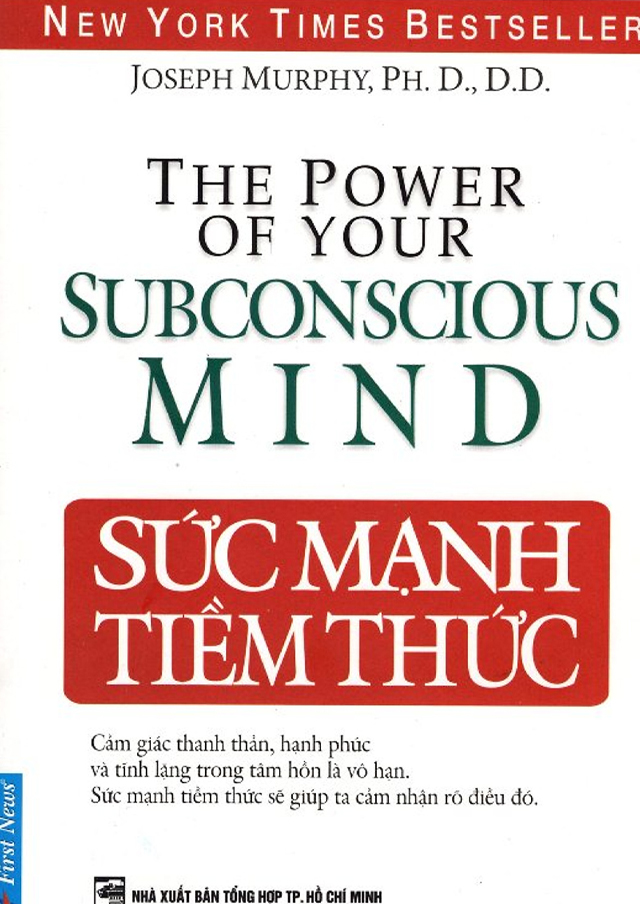 NEW YORK TIMES BESTSELLER
JOSEPH MURPHY, PH. D., D.D.
THE POWER
OF YOUR
SUBCONSCIOUS
MIND
SỨC MẠNH
TIỀM THỨC
Cảm giác thanh thản, hạnh phúc
và tĩnh lặng trong tâm hồn là vô hạn.
Sức mạnh tiềm thức sẽ giúp ta cảm nhận rõ điều đó.
First News
NHÀ XUẤT BẢN TỔNG HỢP TP. HỒ CHÍ MINH